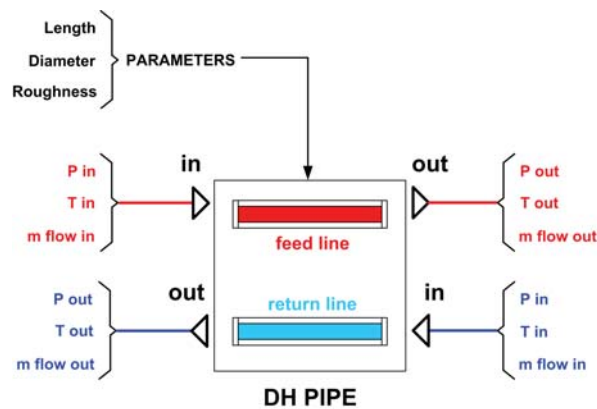 Length
Diameter
Roughness
PARAMETERS
in
out
P in
T in
m flow in
P out
T out
m flow out
feed line
out
in
return line
P out
T out
m flow out
P in
T in
m flow in
DH PIPE